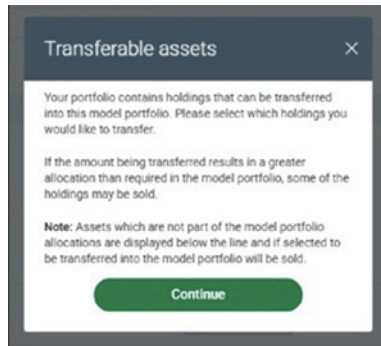 Transferable assets
Your portfolio contains holdings that can be transferred
into this model portfolio. Please select which holdings you
would like to transfer.
If the amount being transferred results in a greater
allocation than required in the model portfolio, some of the
holdings may be sold.
Note: Assets which are not part of the model portfolio
allocations are displayed below the line and if selected to
be transferred into the model portfolio will be sold.
Continue